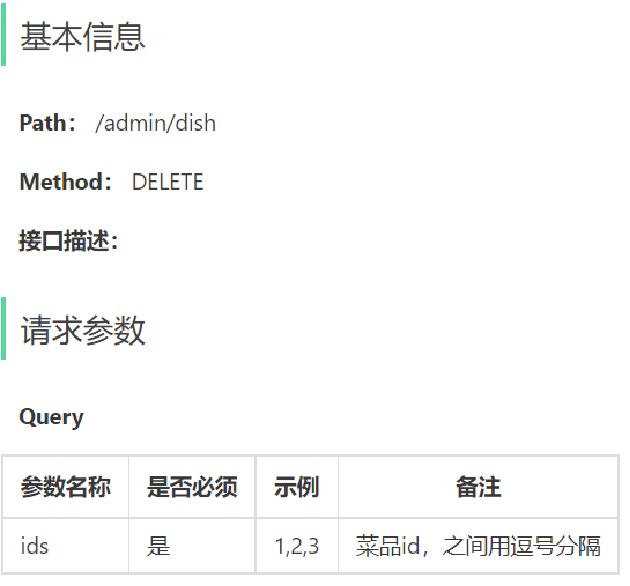 基本信息
Path： /admin/dish
Method： DELETE
接口描述：
请求参数
Query
参数名称 是否必须 示例 备注
ids 是 1,2,3 菜品id，之间用逗号分隔